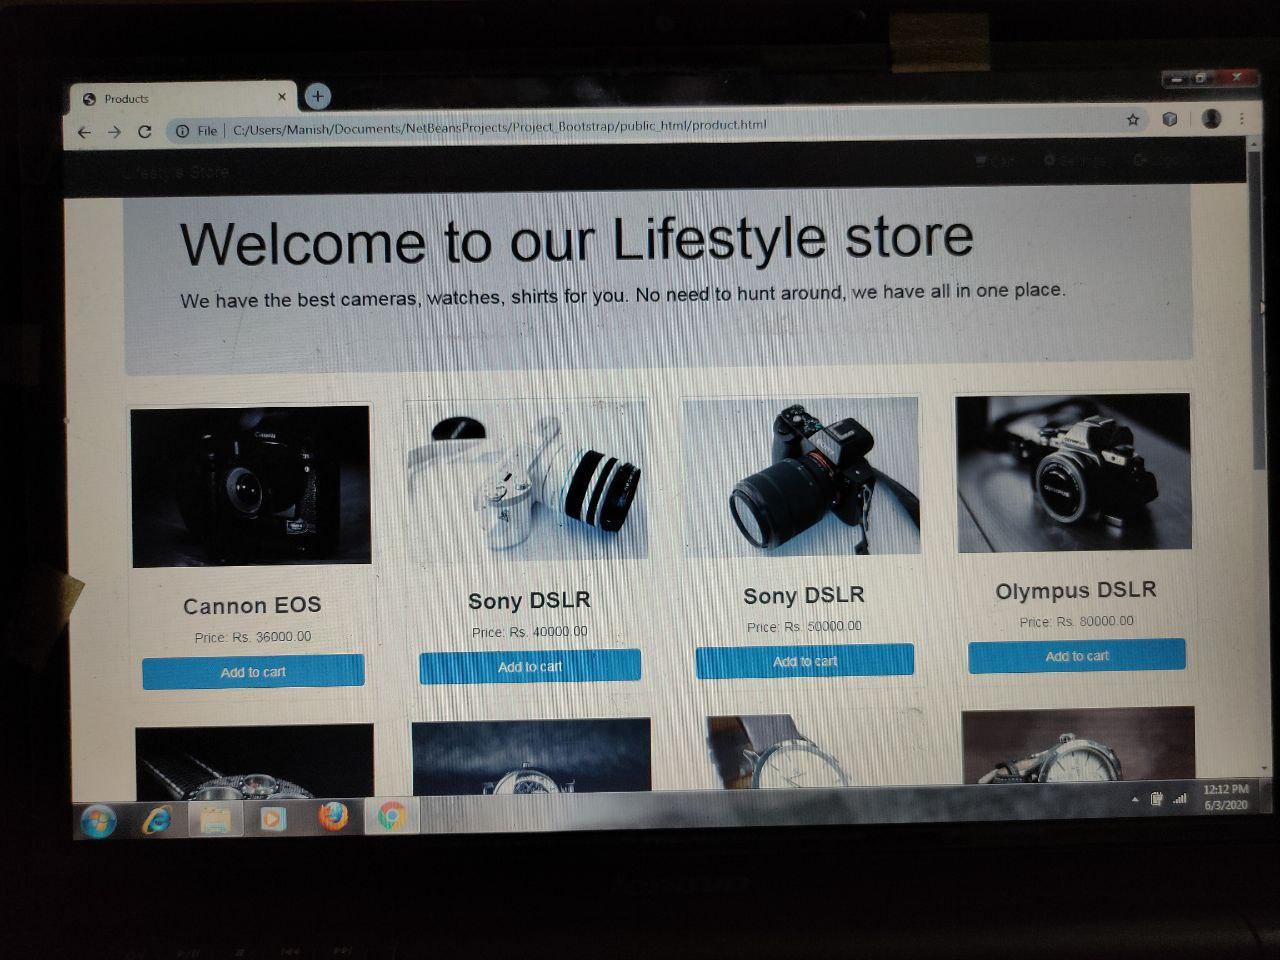 Products
File C:/Users/Manish/Documents/NetBeansProjects/Project_Bootstrap/public_html/product.html
Lifestyle Store Cart Settings
Welcome to our Lifestyle store
We have the best cameras, watches, shirts for you. No need to hunt around, we have all in one place.
Cannon EOS
Price: Rs. 36000.00
Add to cart
Sony DSLR
Price: Rs. 40000.00
Add to cart
Sony DSLR
Price: Rs. 50000.00
Add to cart
OLYMPUS
Olympus DSLR
Price: Rs. 80000.00
Add to cart
12:12 PM
6/3/2020